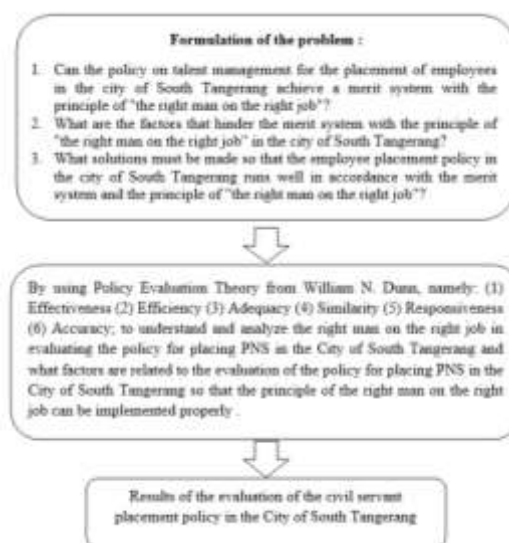 Formulation of the problem :
1. Can the policy on talent management for the placement of employees
in the city of South Tangerang achieve a merit system with the
principle of "the right man on the right job"?
2. What are the factors that hinder the merit system with the principle of
"the right man on the right job" in the city of South Tangerang?
3. What solutions must be made so that the employee placement policy in
the city of South Tangerang runs well in accordance with the merit
system and the principle of "the right man on the right job"?
By using Policy Evaluation Theory from William N. Dunn, namely: (1)
Effectiveness (2) Efficiency (3) Adequacy (4) Similarity (5) Responsiveness
(6) Accuracy; to understand and analyze the right man on the right job in
evaluating the policy for placing PNS in the City of South Tangerang and
what factors are related to the evaluation of the policy for placing PNS in the
City of South Tangerang so that the principle of the right man on the right
job can be implemented properly .
Results of the evaluation of the civil servant
placement policy in the City of South Tangerang